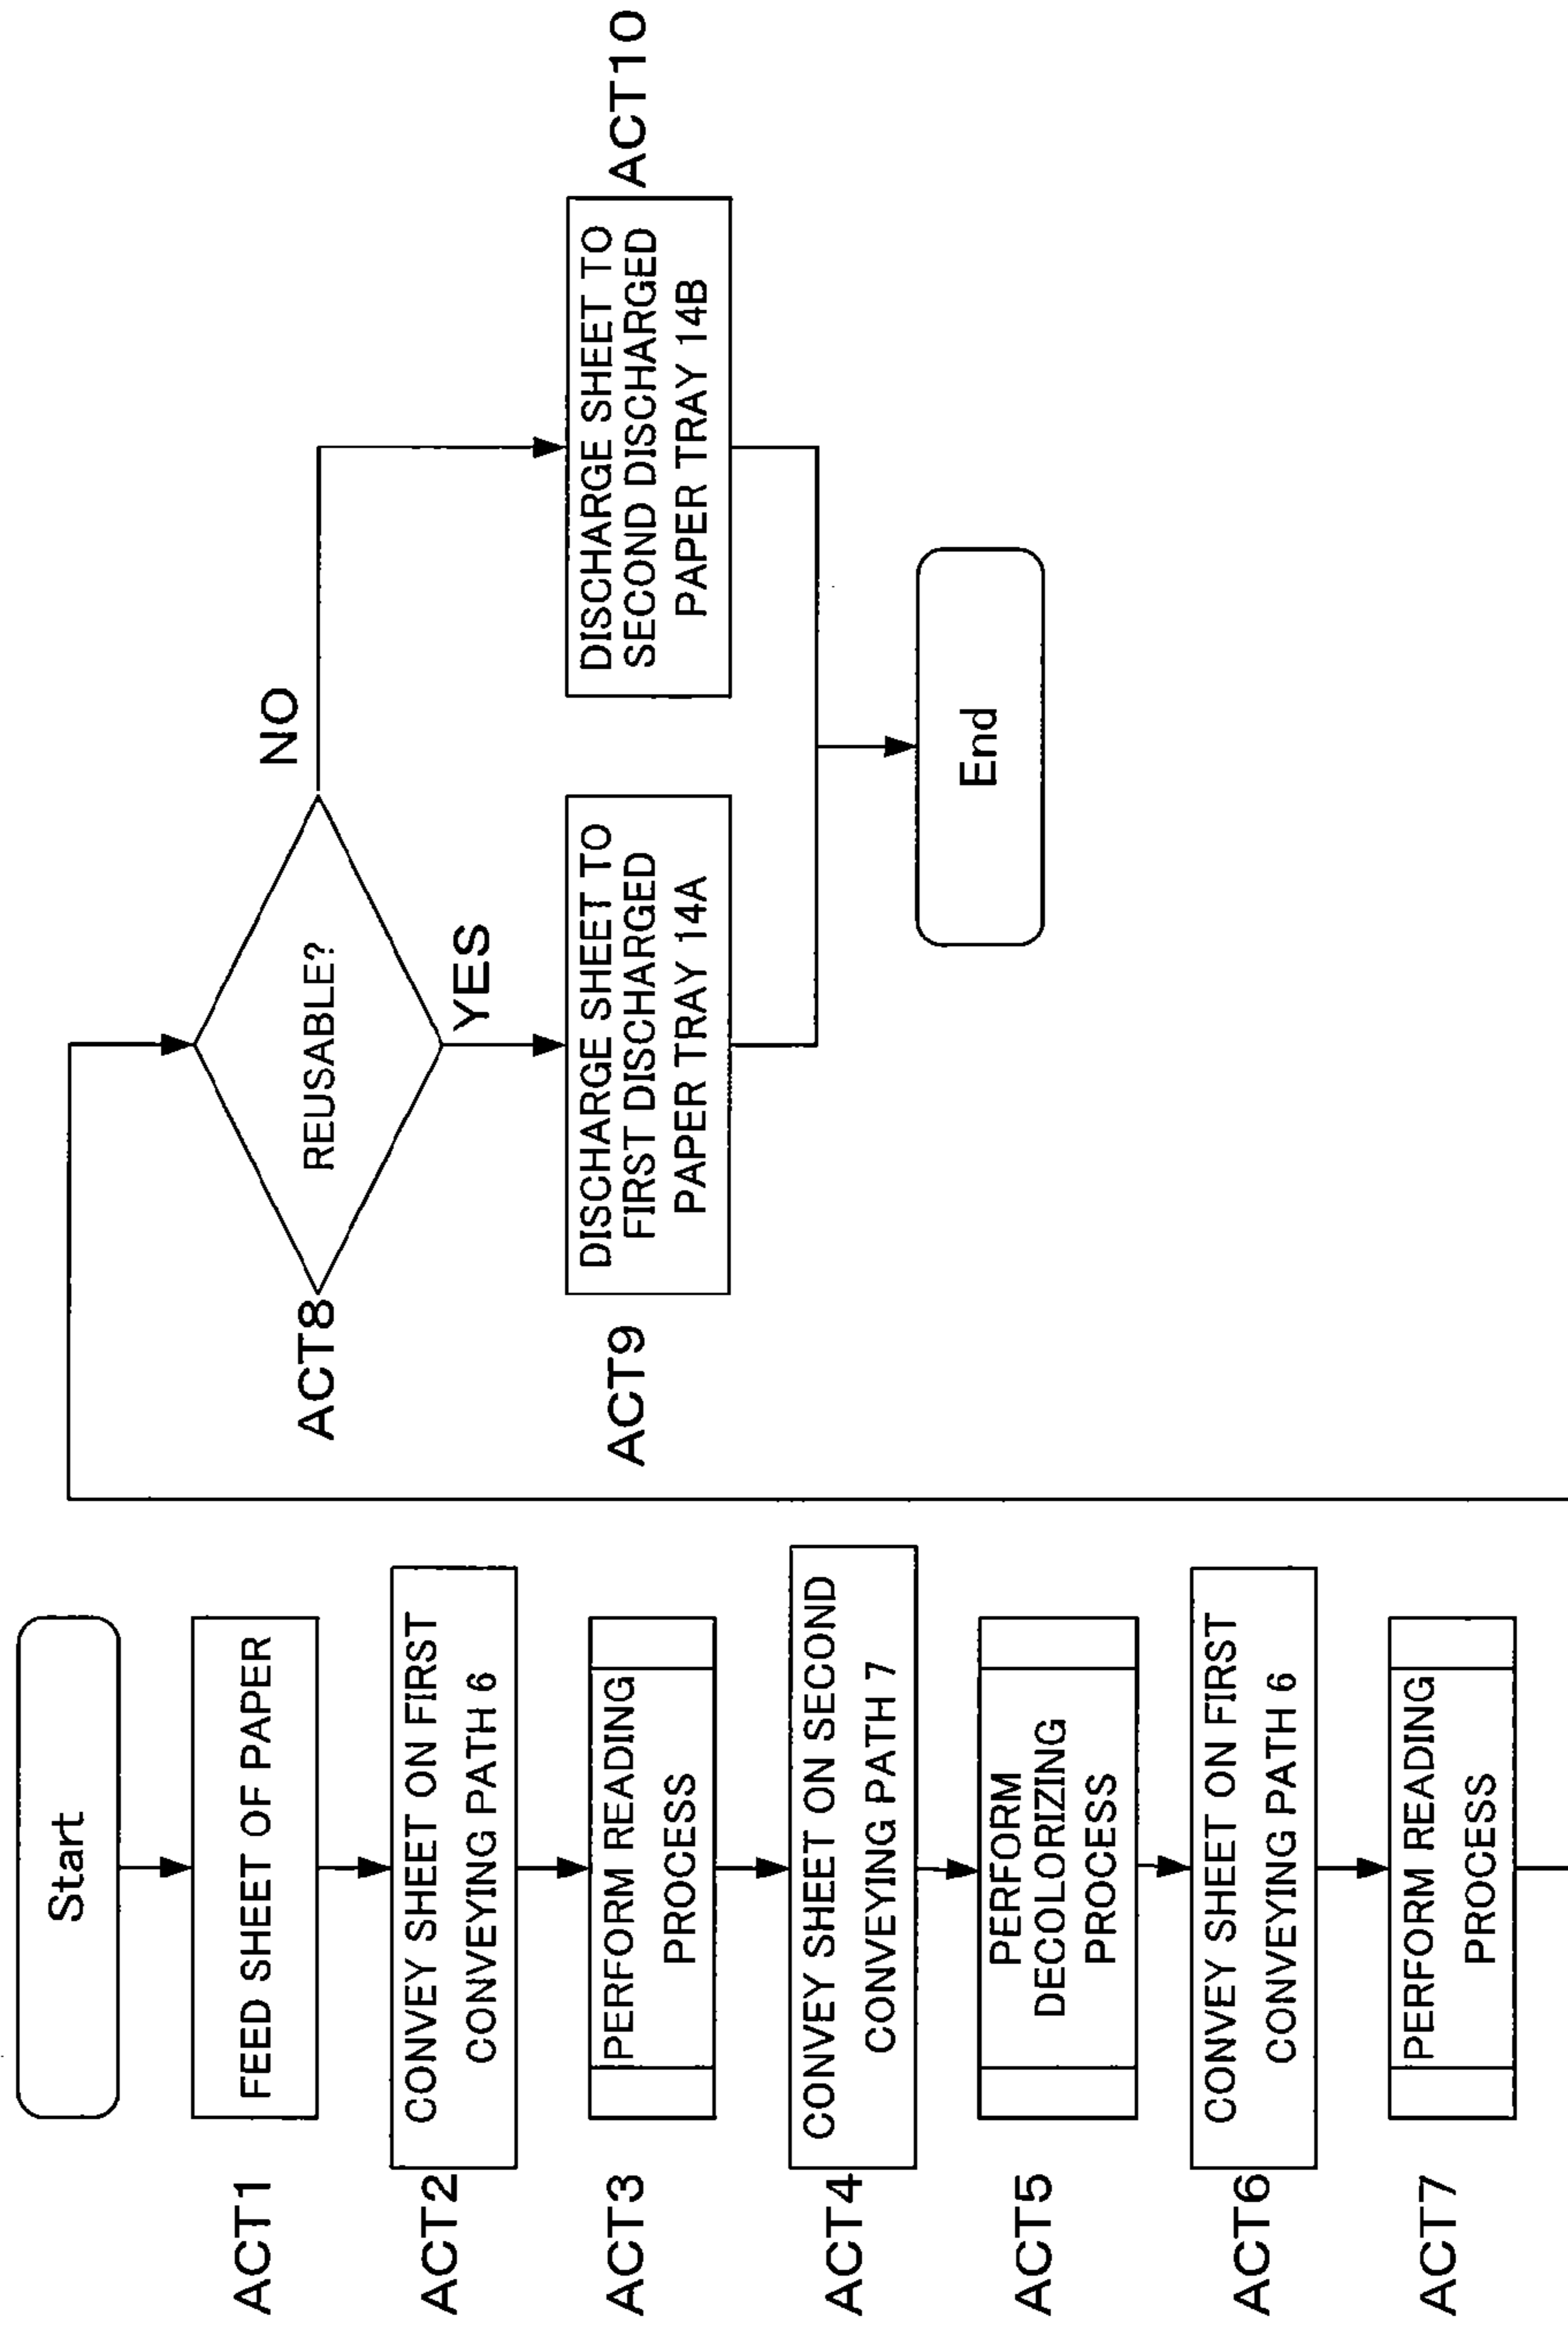 Start
ACT1
FEED SHEET OF PAPER
ACT2
CONVEY SHEET ON FIRST
CONVEYING PATH 6
ACT3
PERFORM READING
PROCESS
ACT4
CONVEY SHEET ON SECOND
CONVEYING PATH 7
ACT5
PERFORM
DECOLORIZING
PROCESS
ACT6
CONVEY SHEET ON FIRST
CONVEYING PATH 6
ACT7
PERFORM READING
PROCESS
ACT8
REUSABLE?
NO
YES
ACT9
DISCHARGE SHEET TO
FIRST DISCHARGED
PAPER TRAY 14A
DISCHARGE SHEET TO
SECOND DISCHARGED
PAPER TRAY 14B
ACT10
End